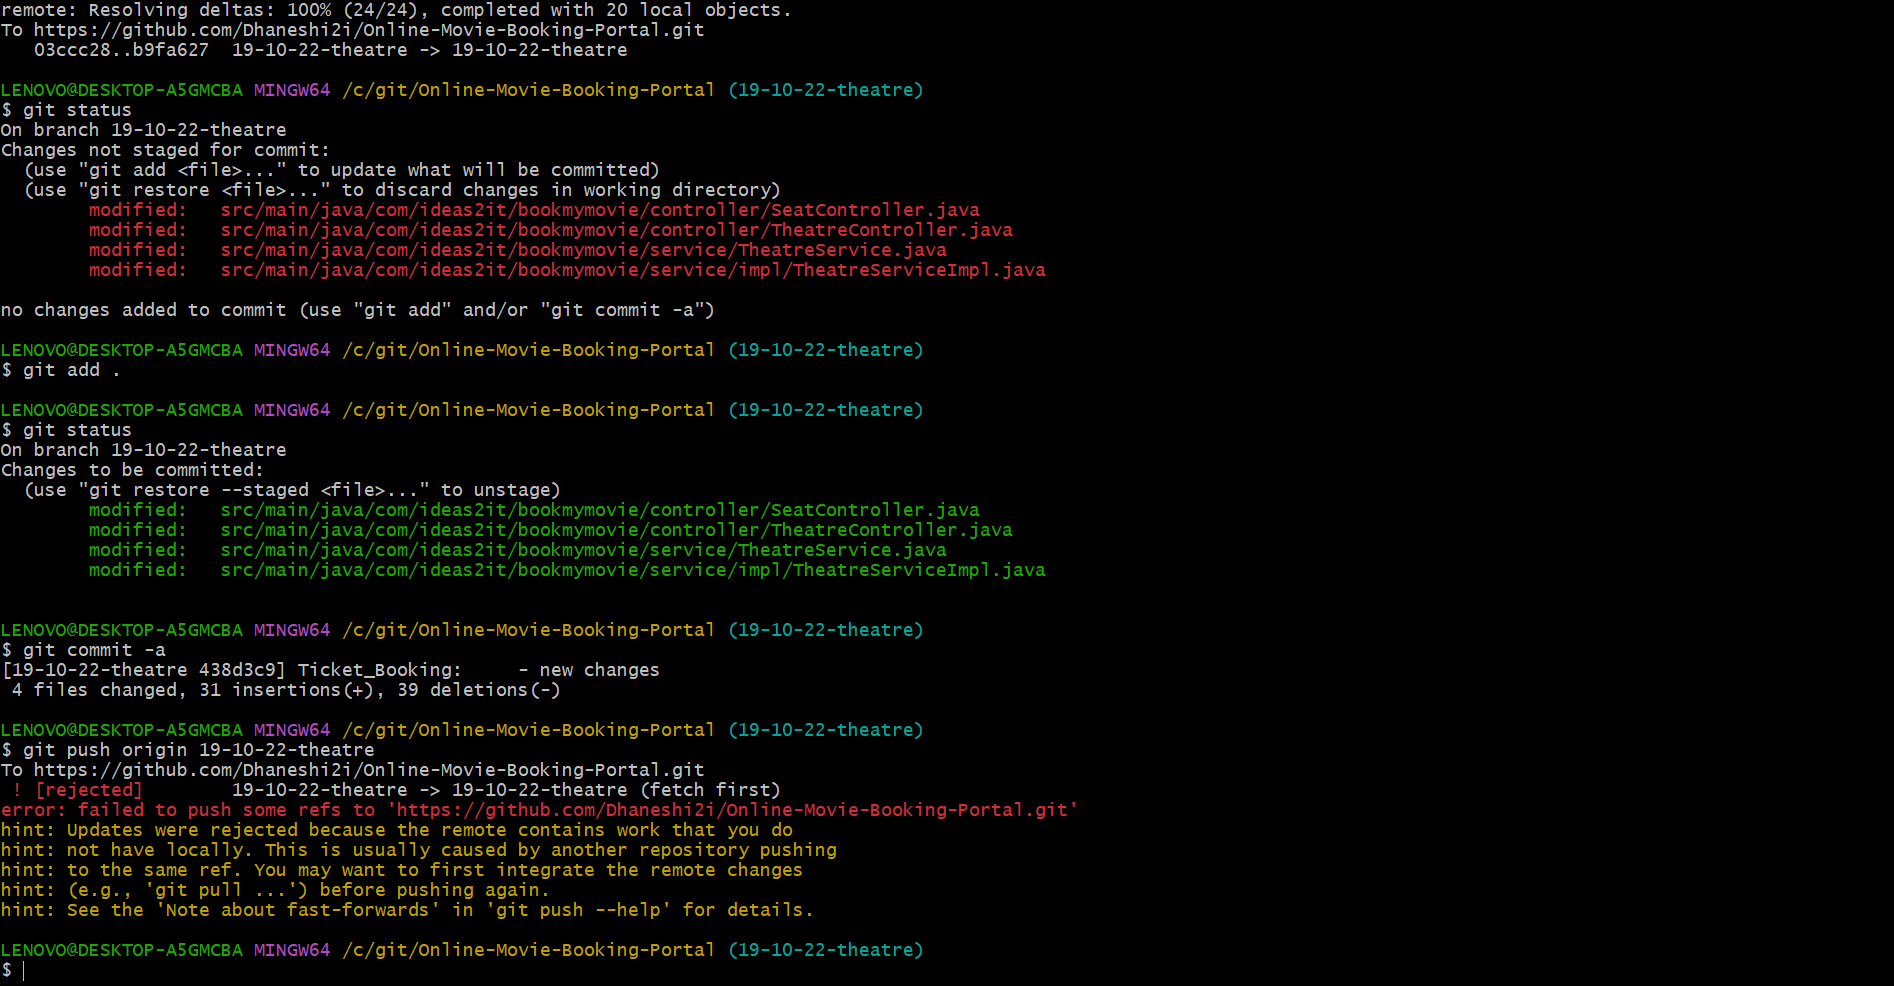 remote: Resolving deltas: 100% (24/24), completed with 20 local objects.
To https://github.com/Dhaneshi2i/Online-Movie-Booking-Portal.git
   03ccc28..b9fa627  19-10-22-theatre -> 19-10-22-theatre

LENOVO@DESKTOP-A5GMCBA MINGW64 /c/git/Online-Movie-Booking-Portal (19-10-22-theatre)
$ git status
On branch 19-10-22-theatre
Changes not staged for commit:
  (use "git add <file>..." to update what will be committed)
  (use "git restore <file>..." to discard changes in working directory)
        modified:   src/main/java/com/ideas2it/bookmymovie/controller/SeatController.java
        modified:   src/main/java/com/ideas2it/bookmymovie/controller/TheatreController.java
        modified:   src/main/java/com/ideas2it/bookmymovie/service/TheatreService.java
        modified:   src/main/java/com/ideas2it/bookmymovie/service/impl/TheatreServiceImpl.java

no changes added to commit (use "git add" and/or "git commit -a")

LENOVO@DESKTOP-A5GMCBA MINGW64 /c/git/Online-Movie-Booking-Portal (19-10-22-theatre)
$ git add .

LENOVO@DESKTOP-A5GMCBA MINGW64 /c/git/Online-Movie-Booking-Portal (19-10-22-theatre)
$ git status
On branch 19-10-22-theatre
Changes to be committed:
  (use "git restore --staged <file>..." to unstage)
        modified:   src/main/java/com/ideas2it/bookmymovie/controller/SeatController.java
        modified:   src/main/java/com/ideas2it/bookmymovie/controller/TheatreController.java
        modified:   src/main/java/com/ideas2it/bookmymovie/service/TheatreService.java
        modified:   src/main/java/com/ideas2it/bookmymovie/service/impl/TheatreServiceImpl.java


LENOVO@DESKTOP-A5GMCBA MINGW64 /c/git/Online-Movie-Booking-Portal (19-10-22-theatre)
$ git commit -a
[19-10-22-theatre 438d3c9] Ticket_Booking:     - new changes
 4 files changed, 31 insertions(+), 39 deletions(-)

LENOVO@DESKTOP-A5GMCBA MINGW64 /c/git/Online-Movie-Booking-Portal (19-10-22-theatre)
$ git push origin 19-10-22-theatre
To https://github.com/Dhaneshi2i/Online-Movie-Booking-Portal.git
 ! [rejected]        19-10-22-theatre -> 19-10-22-theatre (fetch first)
error: failed to push some refs to 'https://github.com/Dhaneshi2i/Online-Movie-Booking-Portal.git'
hint: Updates were rejected because the remote contains work that you do
hint: not have locally. This is usually caused by another repository pushing
hint: to the same ref. You may want to first integrate the remote changes
hint: (e.g., 'git pull ...') before pushing again.
hint: See the 'Note about fast-forwards' in 'git push --help' for details.

LENOVO@DESKTOP-A5GMCBA MINGW64 /c/git/Online-Movie-Booking-Portal (19-10-22-theatre)
$